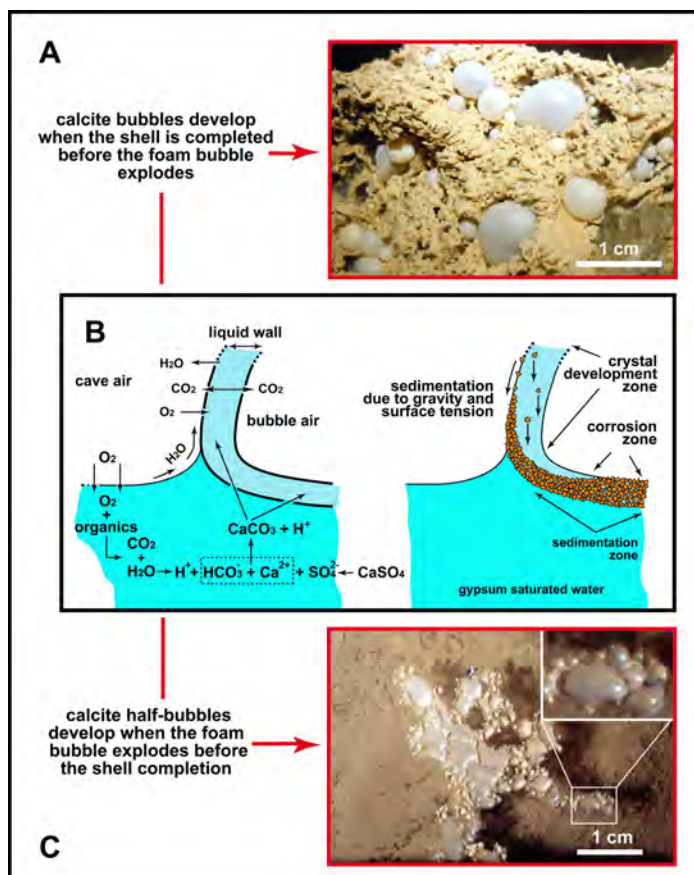 A
calcite bubbles develop
when the shell is completed
before the foam bubble
explodes
1 cm
B
liquid wall
H2O
cave air
CO2
CO2
O2
bubble air
H2O
O2
O2
+
organics
CO2
+
H2O
H⁺+
HCO3⁻ + Ca²⁺
+ SO4²⁻
CaSO4
CaCO3 + H⁺
sedimentation
due to gravity and
surface tension
crystal
development
zone
corrosion
zone
sedimentation
zone
gypsum saturated water
calcite half-bubbles
develop when the foam
bubble explodes before
the shell completion
1 cm
C